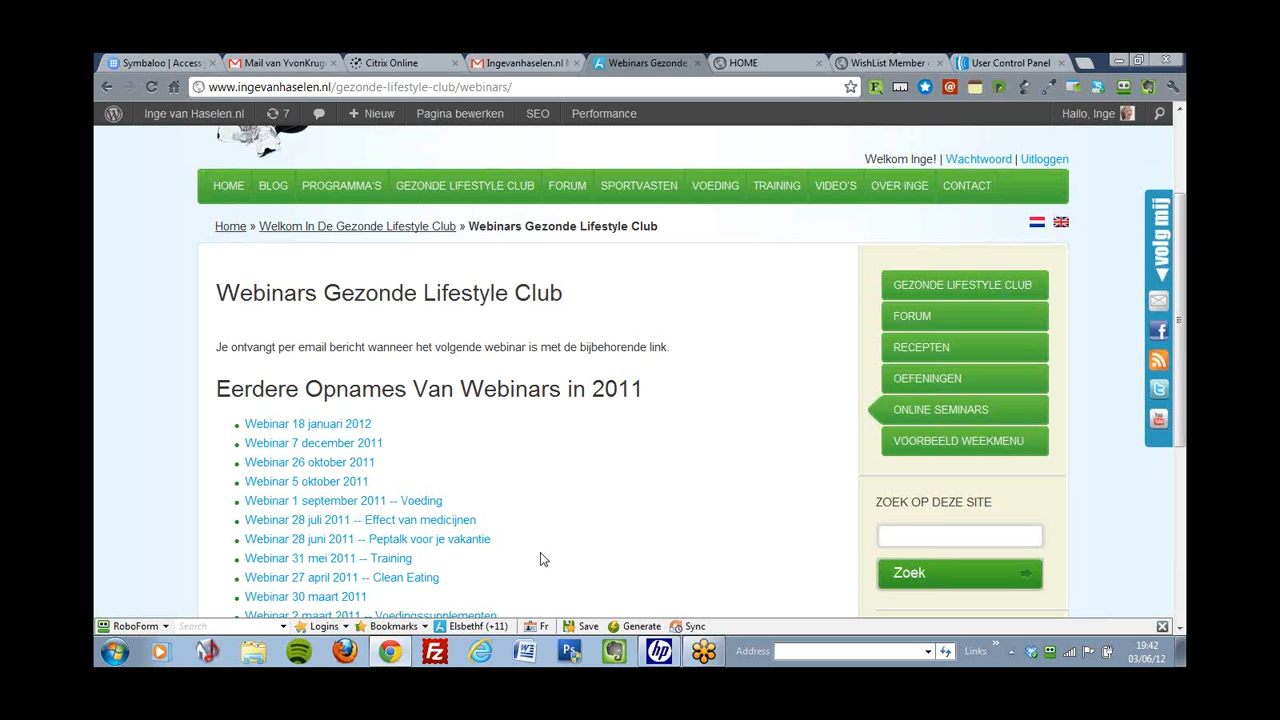 Symbaloo | Access
Mail van YvonKrug
Citrix Online
Ingevanhaselen.nl
Webinars Gezonde
HOME
WishList Member
User Control Panel
www.ingevanhaselen.nl/gezonde-lifestyle-club/webinars/
Inge van Haselen.nl 7 Nieuw Pagina bewerken SEO Performance Hallo, Inge
Welkom Inge! | Wachtwoord | Uitloggen
HOME BLOG PROGRAMMA'S GEZONDE LIFESTYLE CLUB FORUM SPORTVASTEN VOEDING TRAINING VIDEO'S OVER INGE CONTACT
Home » Welkom In De Gezonde Lifestyle Club » Webinars Gezonde Lifestyle Club
Webinars Gezonde Lifestyle Club
Je ontvangt per email bericht wanneer het volgende webinar is met de bijbehorende link.
Eerdere Opnames Van Webinars in 2011
Webinar 18 januari 2012
Webinar 7 december 2011
Webinar 26 oktober 2011
Webinar 5 oktober 2011
Webinar 1 september 2011 -- Voeding
Webinar 28 juli 2011 -- Effect van medicijnen
Webinar 28 juni 2011 -- Peptalk voor je vakantie
Webinar 31 mei 2011 -- Training
Webinar 27 april 2011 -- Clean Eating
Webinar 30 maart 2011
Webinar 2 maart 2011 -- Voedingssupplementen
GEZONDE LIFESTYLE CLUB
FORUM
RECEPTEN
OEFENINGEN
ONLINE SEMINARS
VOORBEELD WEEKMENU
ZOEK OP DEZE SITE
Zoek
volg mij
RoboForm Search Logins Bookmarks Elsbethf (+11) Fr Save Generate Sync
Address Links
19:42
03/06/12